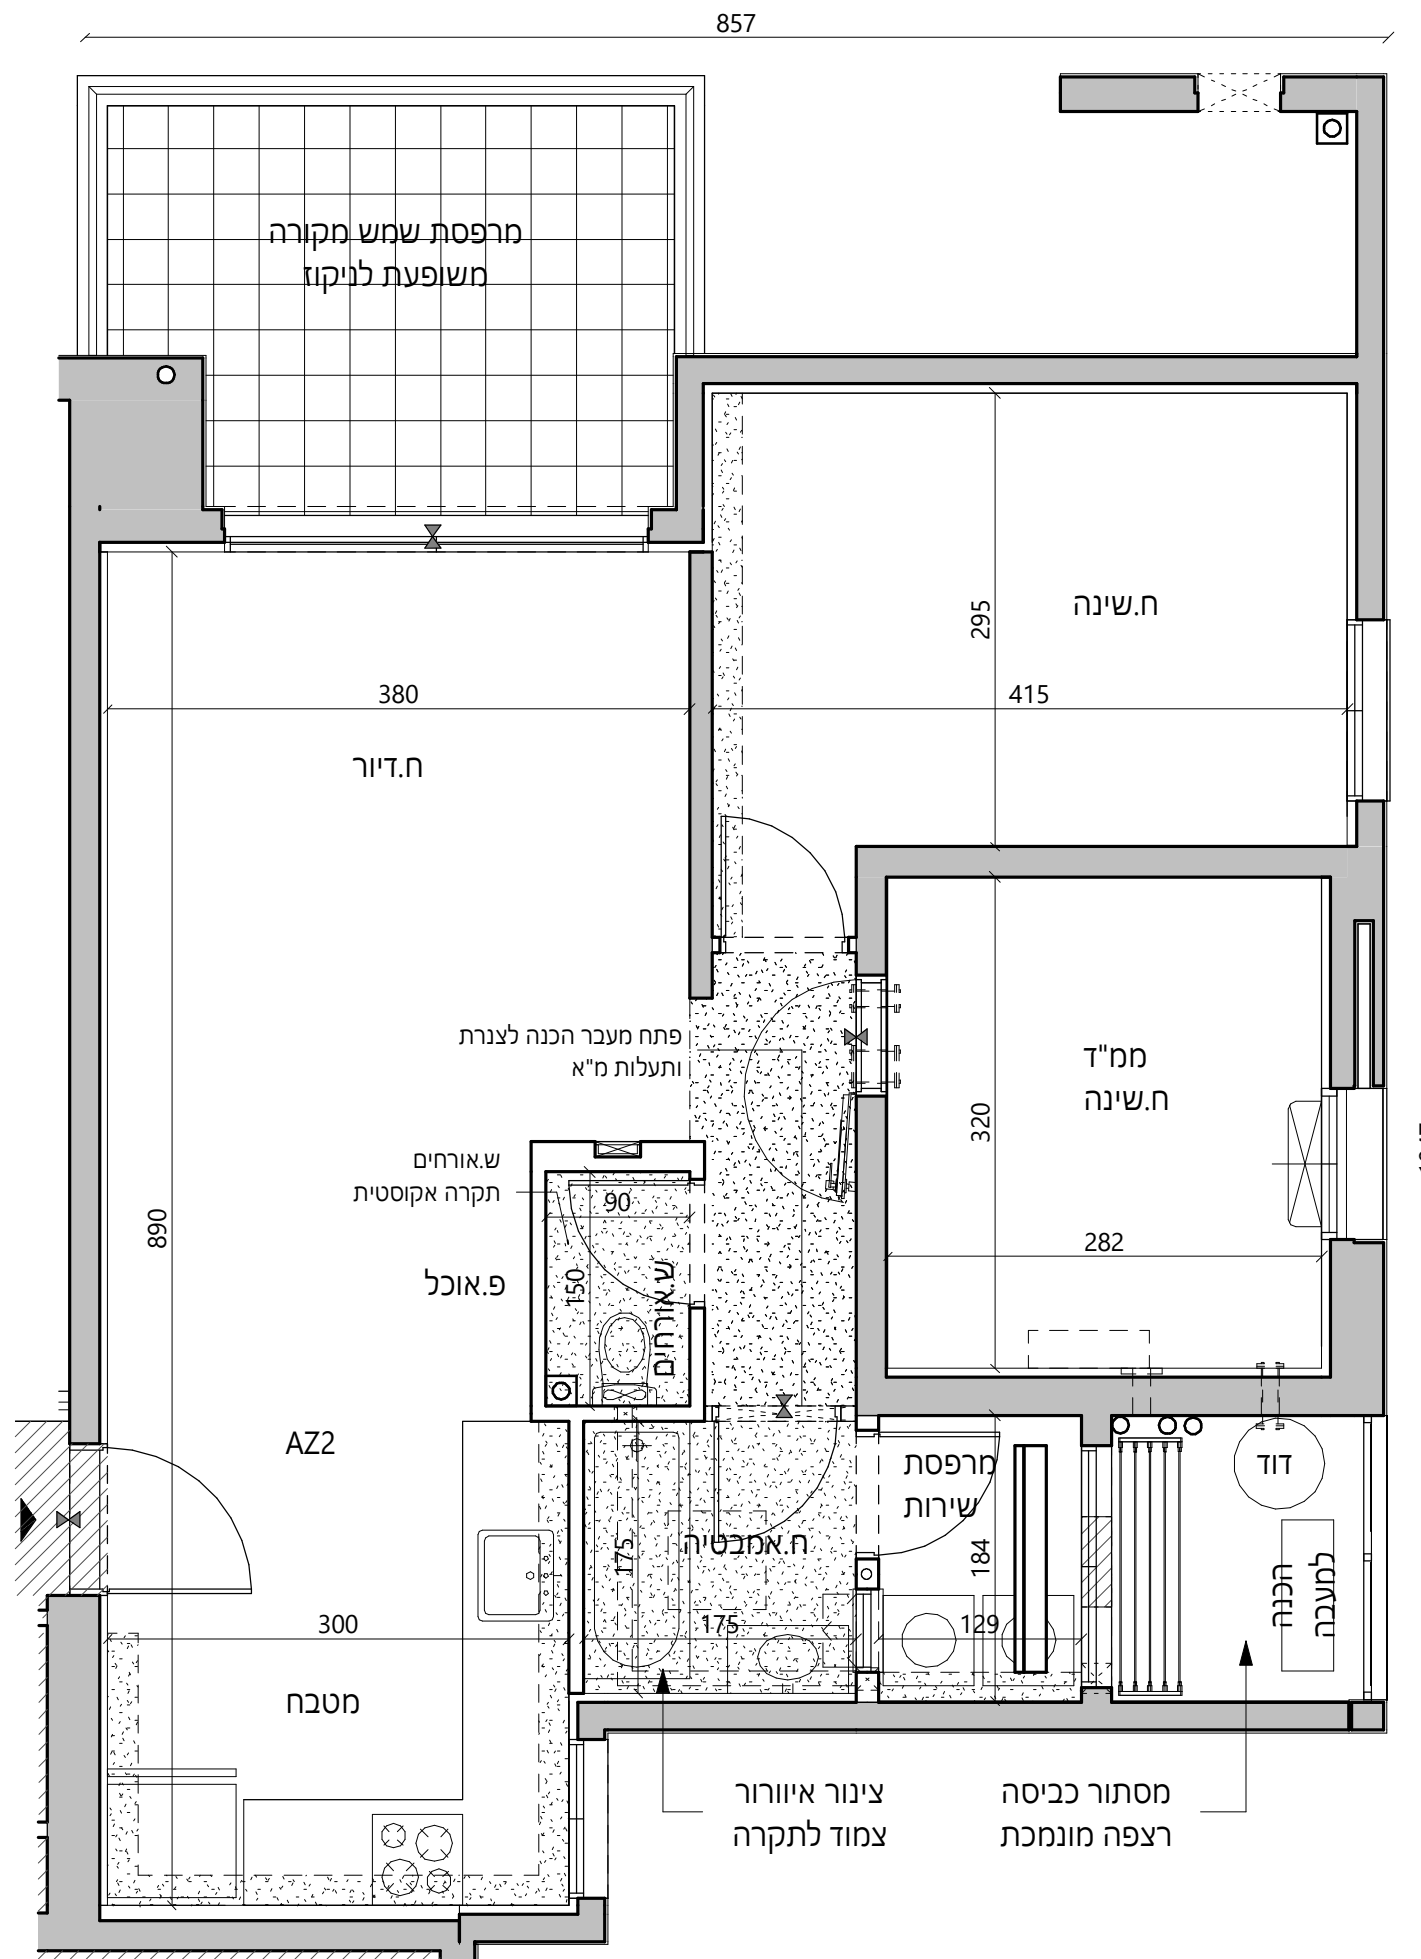 857
מרפסת שמש מקורה
משופעת לניקוז
295
ח.שינה
380
415
ח.דיור
פתח מעבר הכנה לצנרת
ותעלות מ"א
ממ"ד
ח.שינה
320
ש.אורחים
תקרה אקוסטית
90
890
150
ש.אורחים
פ.אוכל
282
AZ2
מרפסת
שירות
דוד
175
ח.אמבטיה
184
הכנה
למעבה
300
175
129
מטבח
צינור איוורור
צמוד לתקרה
מסתור כביסה
רצפה מונמכת